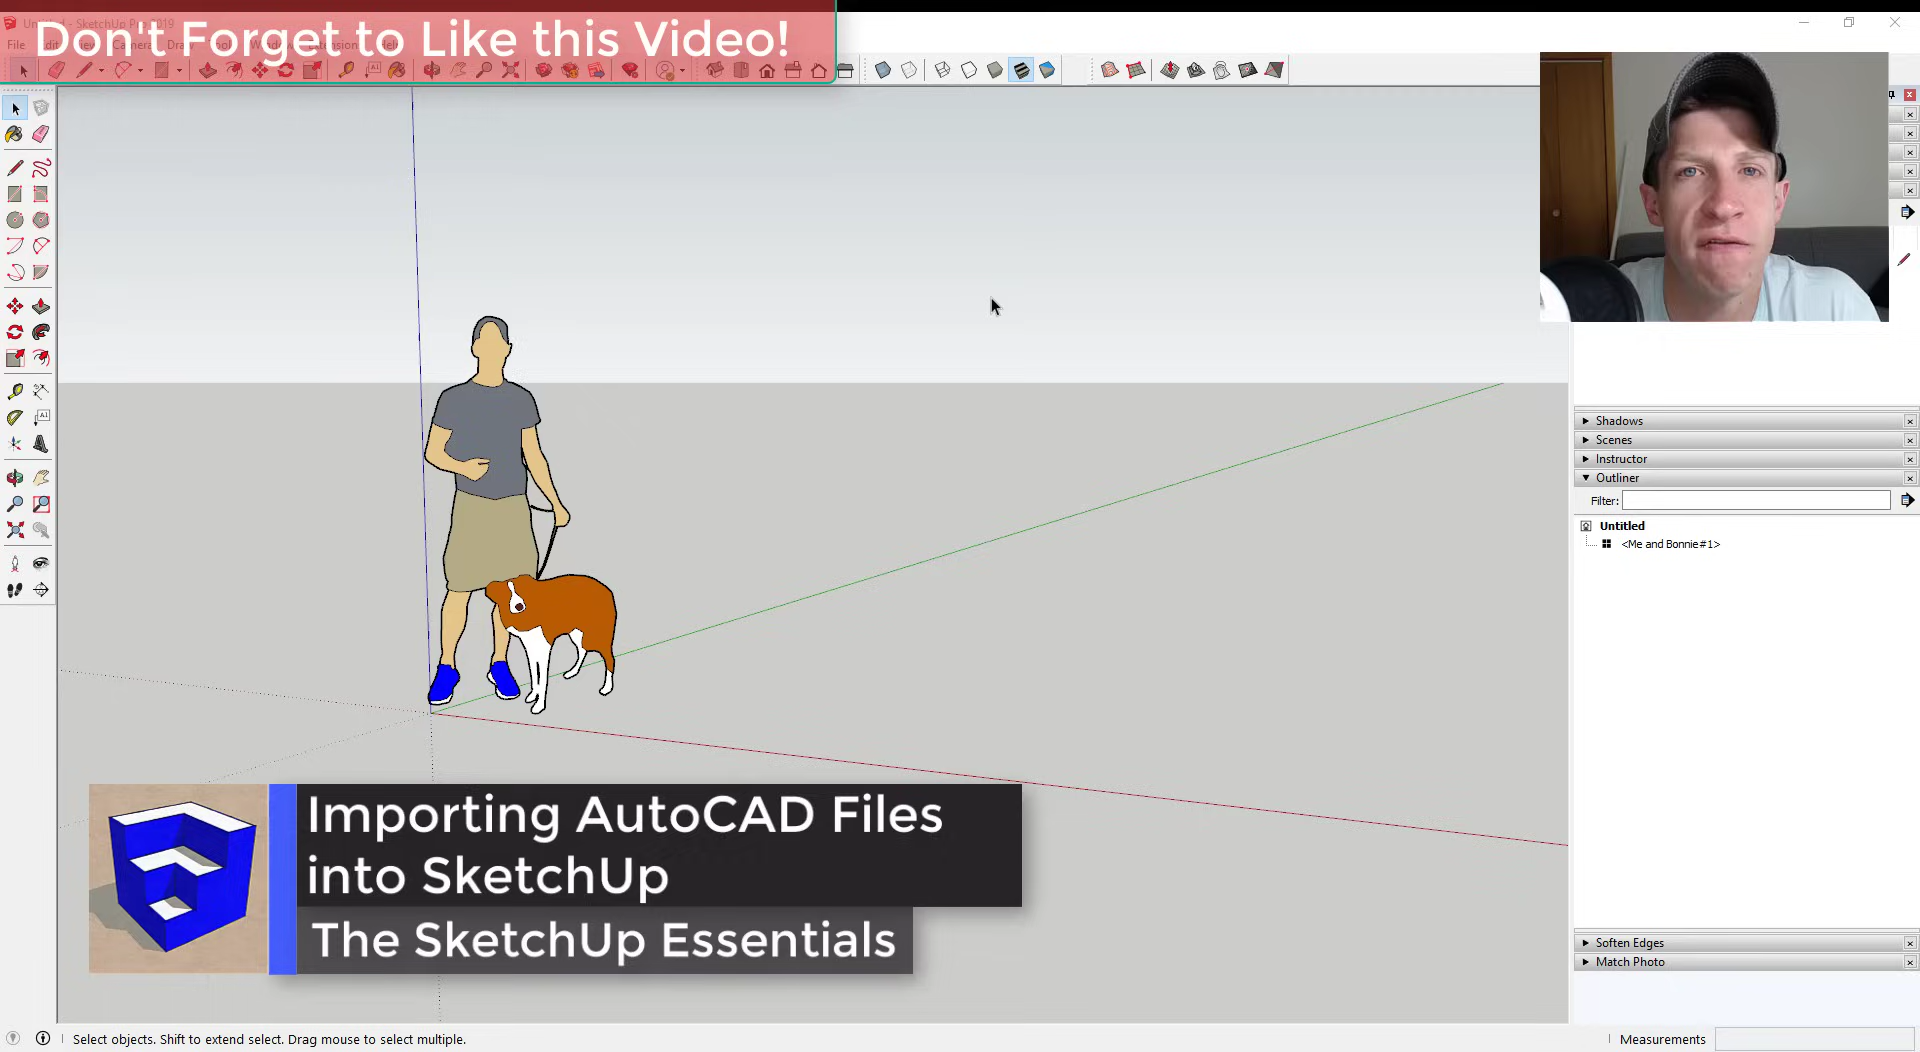 Don't Forget to Like this Video!
Importing AutoCAD Files
into SketchUp
The SketchUp Essentials
Shadows
Scenes
Instructor
Outliner
Filter:
Untitled
<Me and Bonnie#1>
Soften Edges
Match Photo
Select objects. Shift to extend select. Drag mouse to select multiple.
Measurements